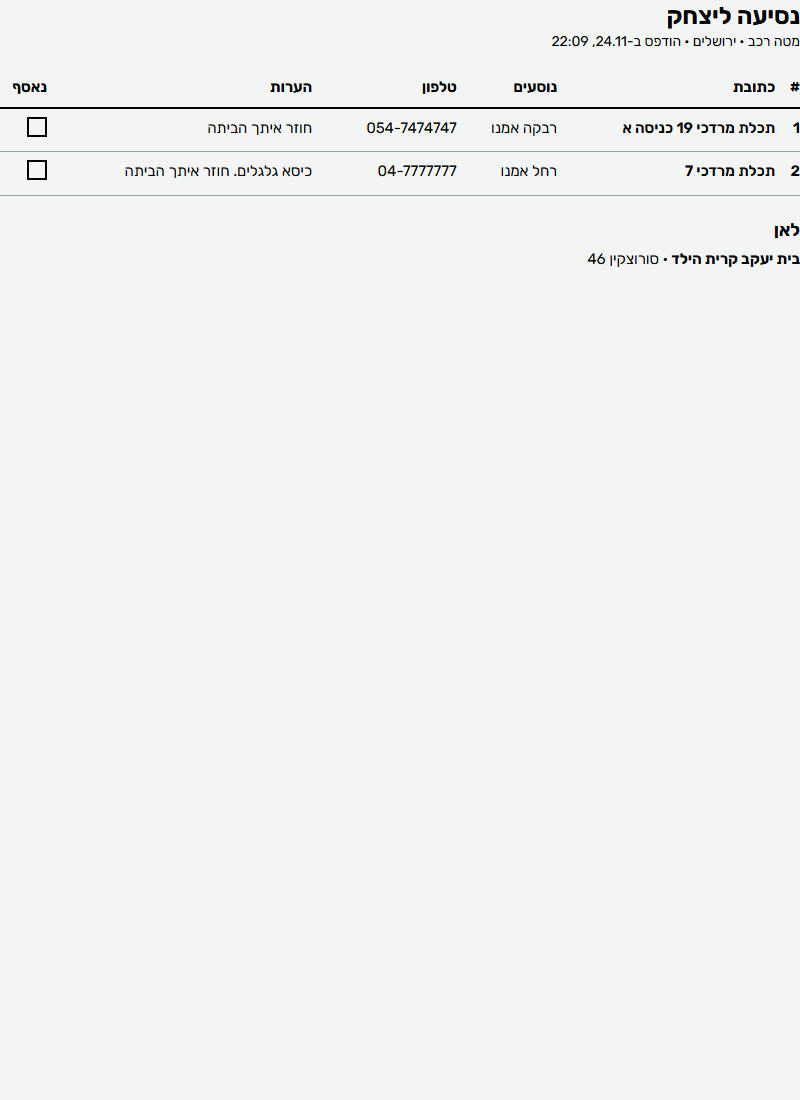 נסיעה ליצחק
מטה רכב • ירושלים • הודפס ב-24.11, 22:09
# כתובת נוסעים טלפון הערות נאסף
1 תכלת מרדכי 19 כניסה א רבקה אמנו 054-7474747 חוזר איתך הביתה
2 תכלת מרדכי 7 רחל אמנו 04-7777777 כיסא גלגלים. חוזר איתך הביתה
לאן
בית יעקב קרית הילד • סורוצקין 46